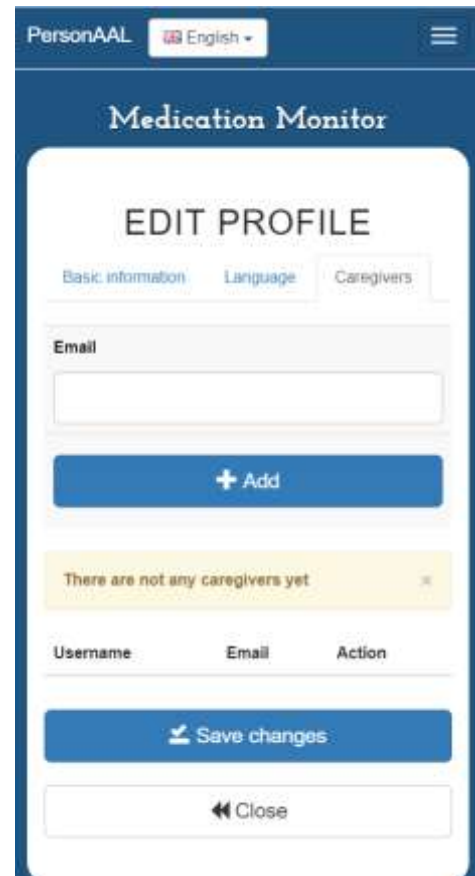 PersonAAL English
Medication Monitor
EDIT PROFILE
Basic information Language Caregivers
Email
Add
There are not any caregivers yet ×
Username Email Action
Save changes
Close